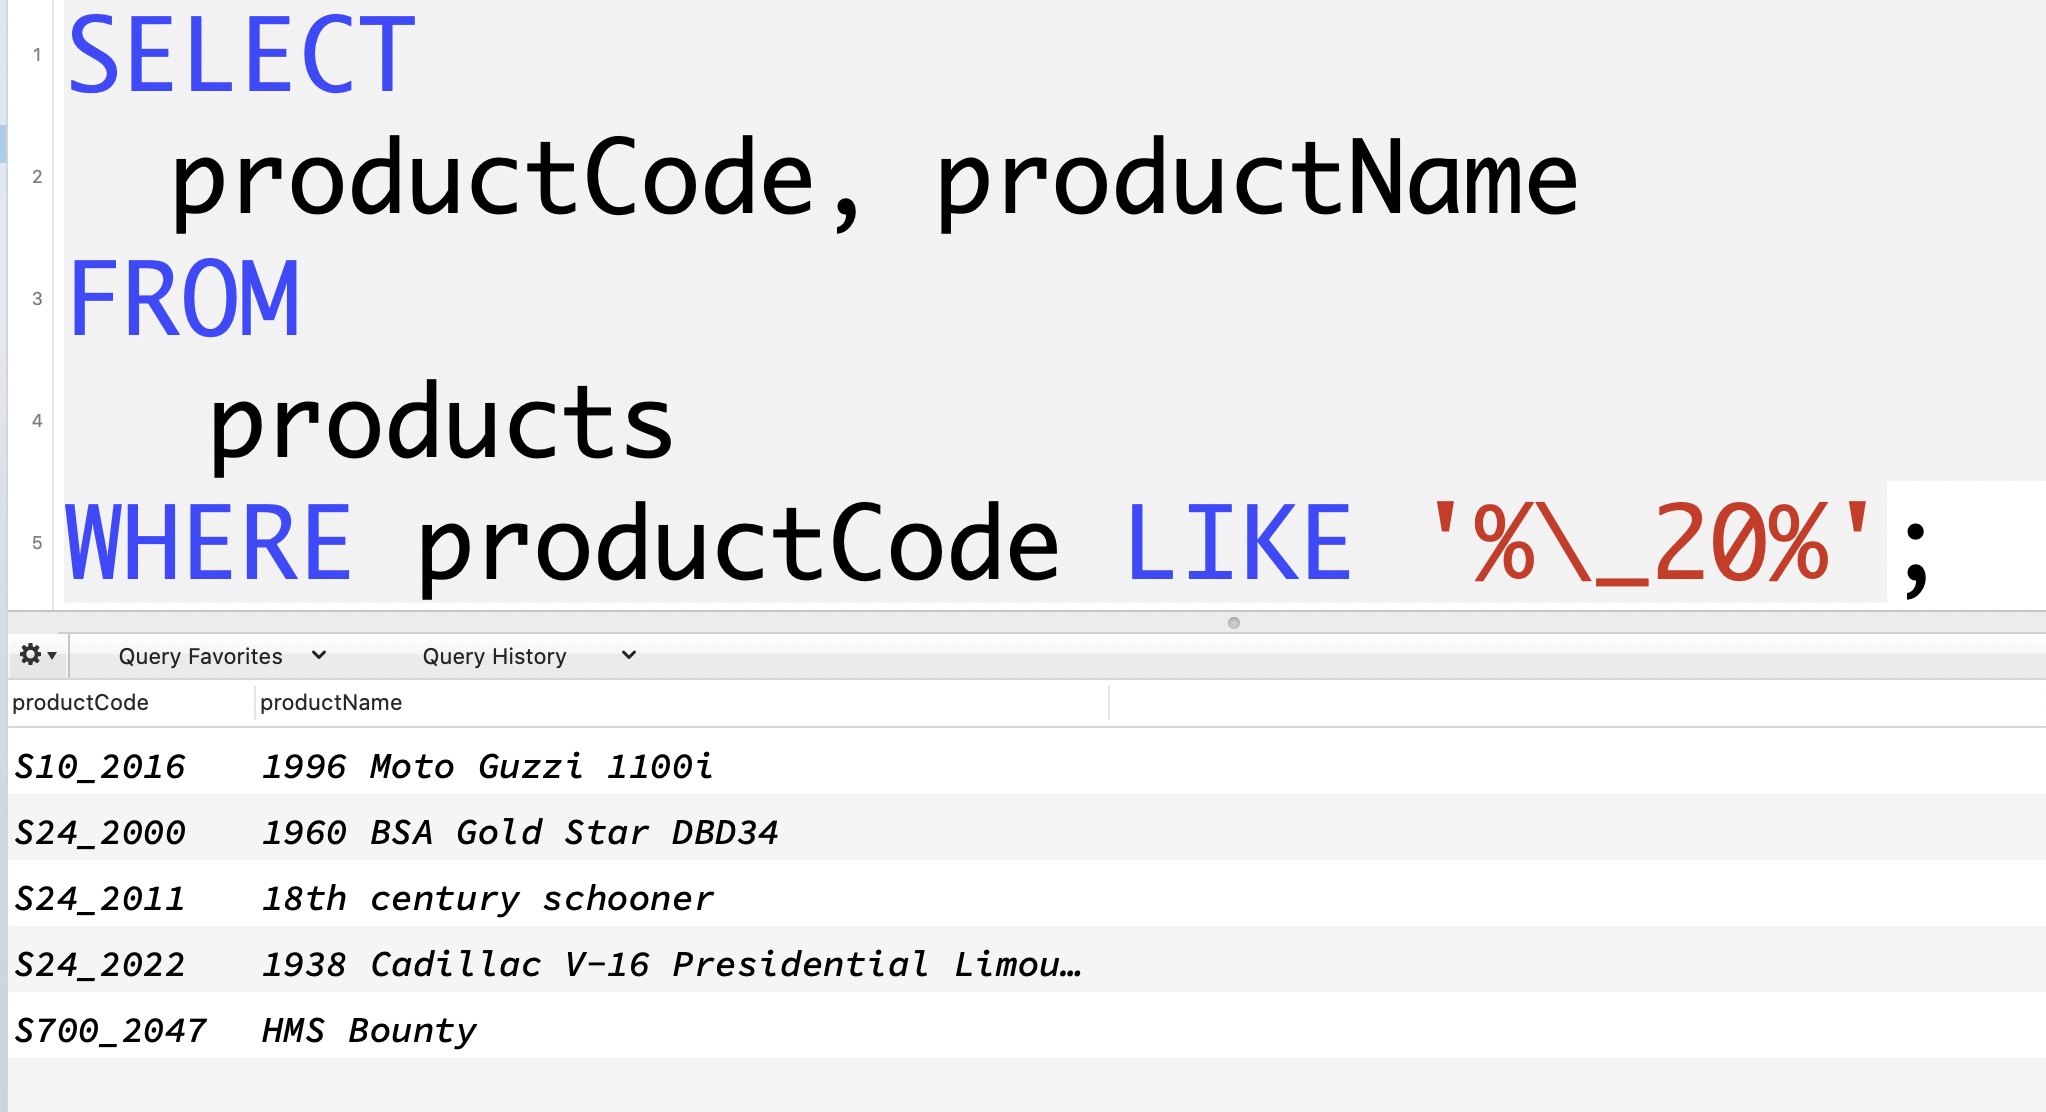 1 SELECT
2 productCode, productName
3 FROM
4 products
5 WHERE productCode LIKE '%\_20%';
Query Favorites Query History
productCode productName
S10_2016 1996 Moto Guzzi 1100i
S24_2000 1960 BSA Gold Star DBD34
S24_2011 18th century schooner
S24_2022 1938 Cadillac V-16 Presidential Limou…
S700_2047 HMS Bounty